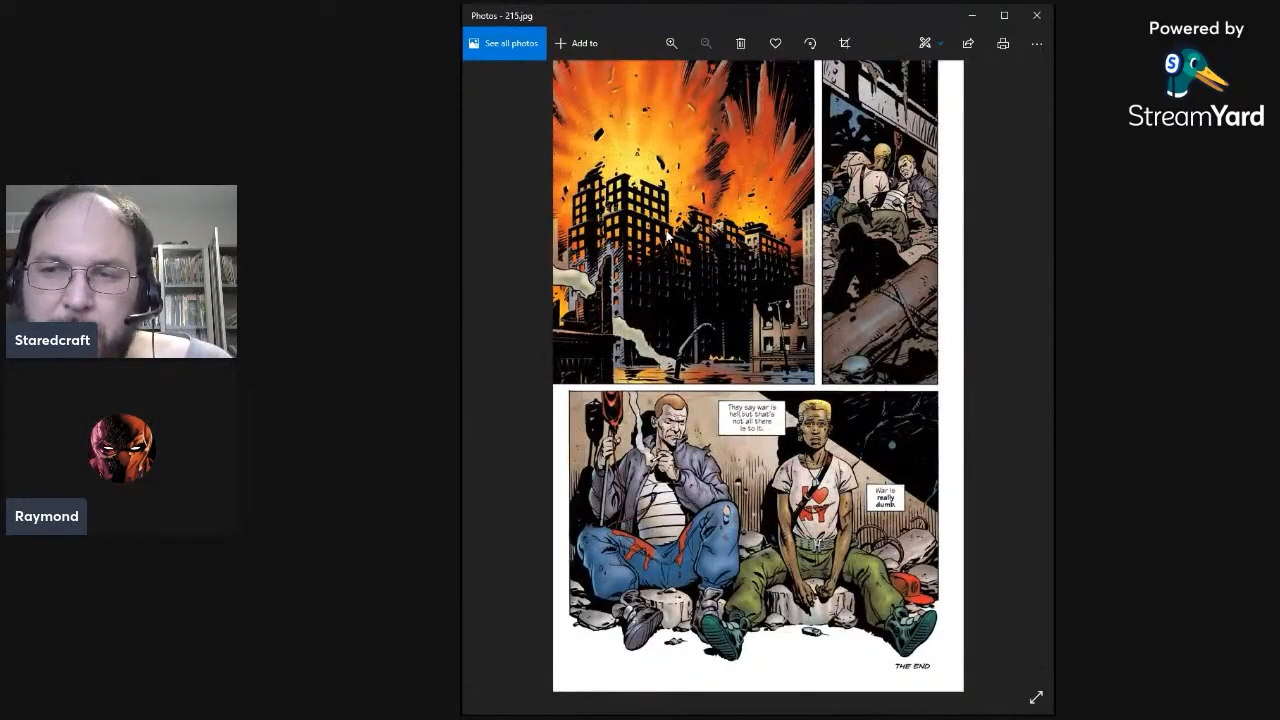 Photos - 215.jpg
See all photos
Add to
Powered by
S
StreamYard
Staredcraft
Raymond
They say war is
hell, but that's
not all there
is to it.
I ♥
NY
War is
really
dumb.
THE END